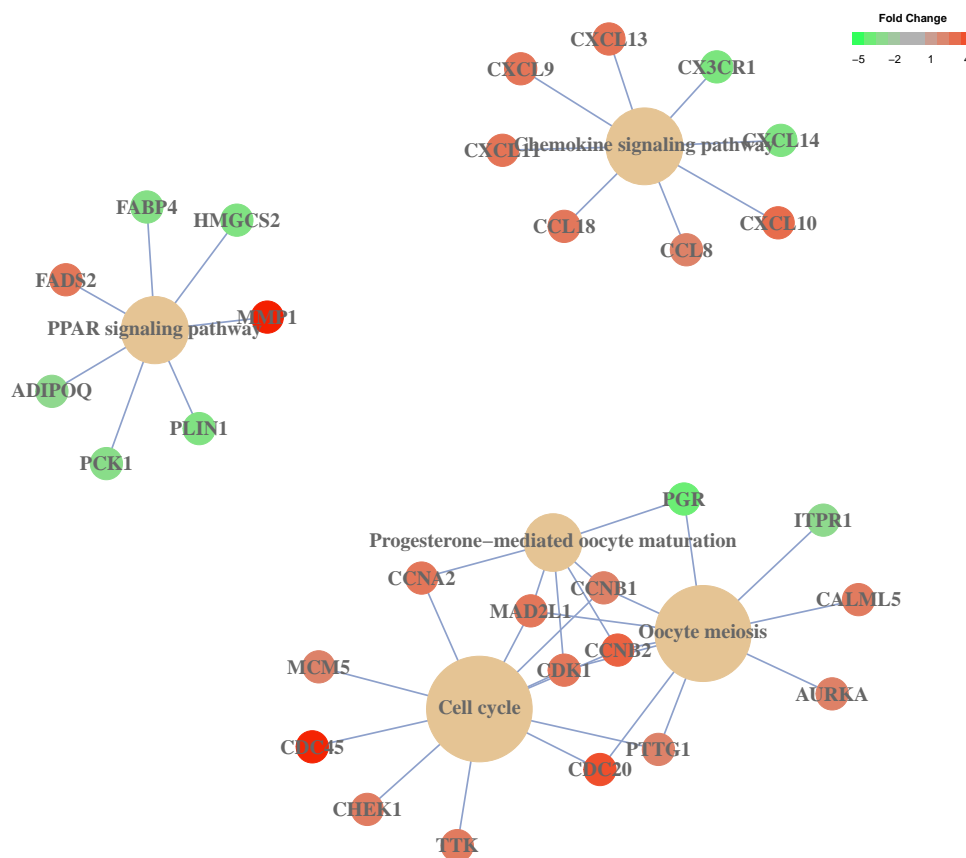 Fold Change
−5 −2 1 4
CXCL13
CXCL9
CX3CR1
CXCL11
Chemokine signaling pathway
CXCL14
CCL18
CCL8
CXCL10
FABP4
HMGCS2
FADS2
MMP1
PPAR signaling pathway
ADIPOQ
PLIN1
PCK1
PGR
ITPR1
Progesterone−mediated oocyte maturation
CCNA2
CCNB1
CALML5
MAD2L1
Oocyte meiosis
CCNB2
MCM5
CDK1
AURKA
Cell cycle
CDC45
PTTG1
CDC20
CHEK1
TTK